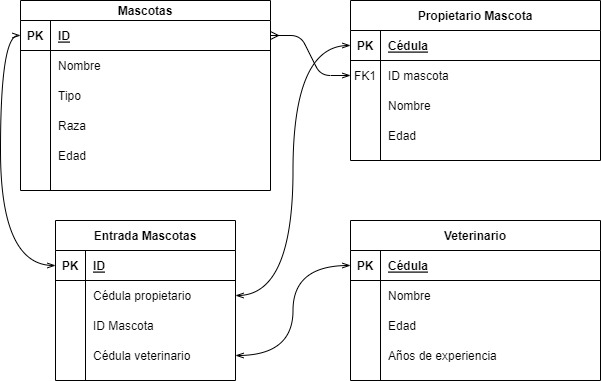 Mascotas
PK ID
Nombre
Tipo
Raza
Edad
Propietario Mascota
PK Cédula
FK1 ID mascota
Nombre
Edad
Entrada Mascotas
PK ID
Cédula propietario
ID Mascota
Cédula veterinario
Veterinario
PK Cédula
Nombre
Edad
Años de experiencia